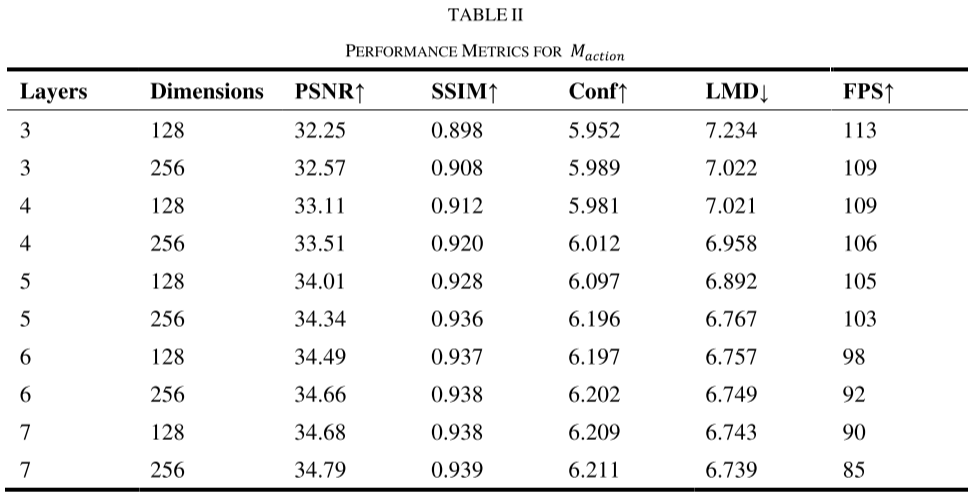 TABLE II
PERFORMANCE METRICS FOR M_action
Layers Dimensions PSNR↑ SSIM↑ Conf↑ LMD↓ FPS↑
3 128 32.25 0.898 5.952 7.234 113
3 256 32.57 0.908 5.989 7.022 109
4 128 33.11 0.912 5.981 7.021 109
4 256 33.51 0.920 6.012 6.958 106
5 128 34.01 0.928 6.097 6.892 105
5 256 34.34 0.936 6.196 6.767 103
6 128 34.49 0.937 6.197 6.757 98
6 256 34.66 0.938 6.202 6.749 92
7 128 34.68 0.938 6.209 6.743 90
7 256 34.79 0.939 6.211 6.739 85